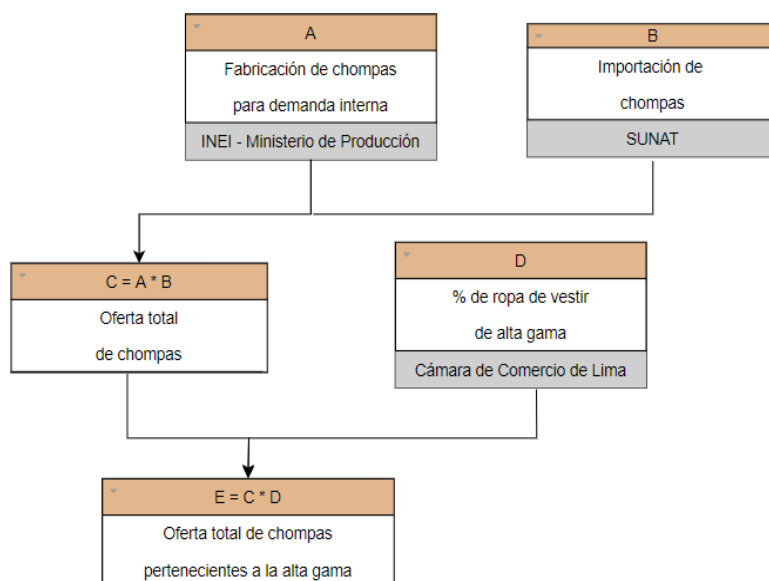 A
Fabricación de chompas
para demanda interna
INEI - Ministerio de Producción
B
Importación de
chompas
SUNAT
C = A * B
Oferta total
de chompas
D
% de ropa de vestir
de alta gama
Cámara de Comercio de Lima
E = C * D
Oferta total de chompas
pertenecientes a la alta gama